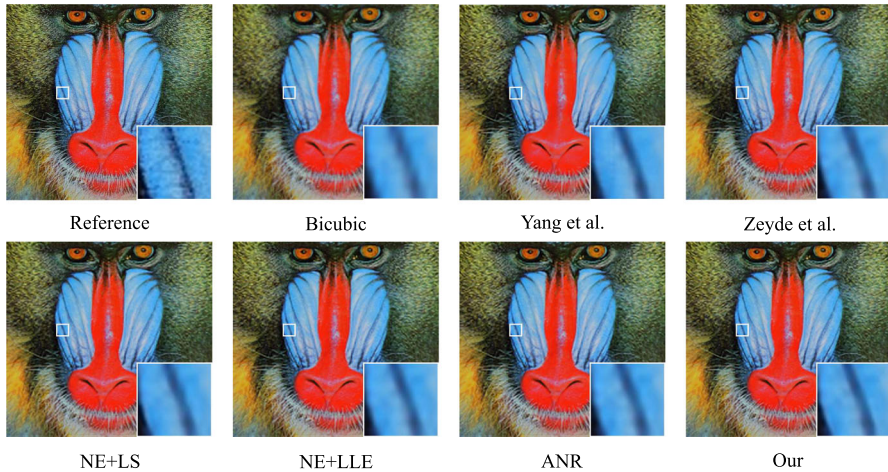 Reference
Bicubic
Yang et al.
Zeyde et al.
NE+LS
NE+LLE
ANR
Our